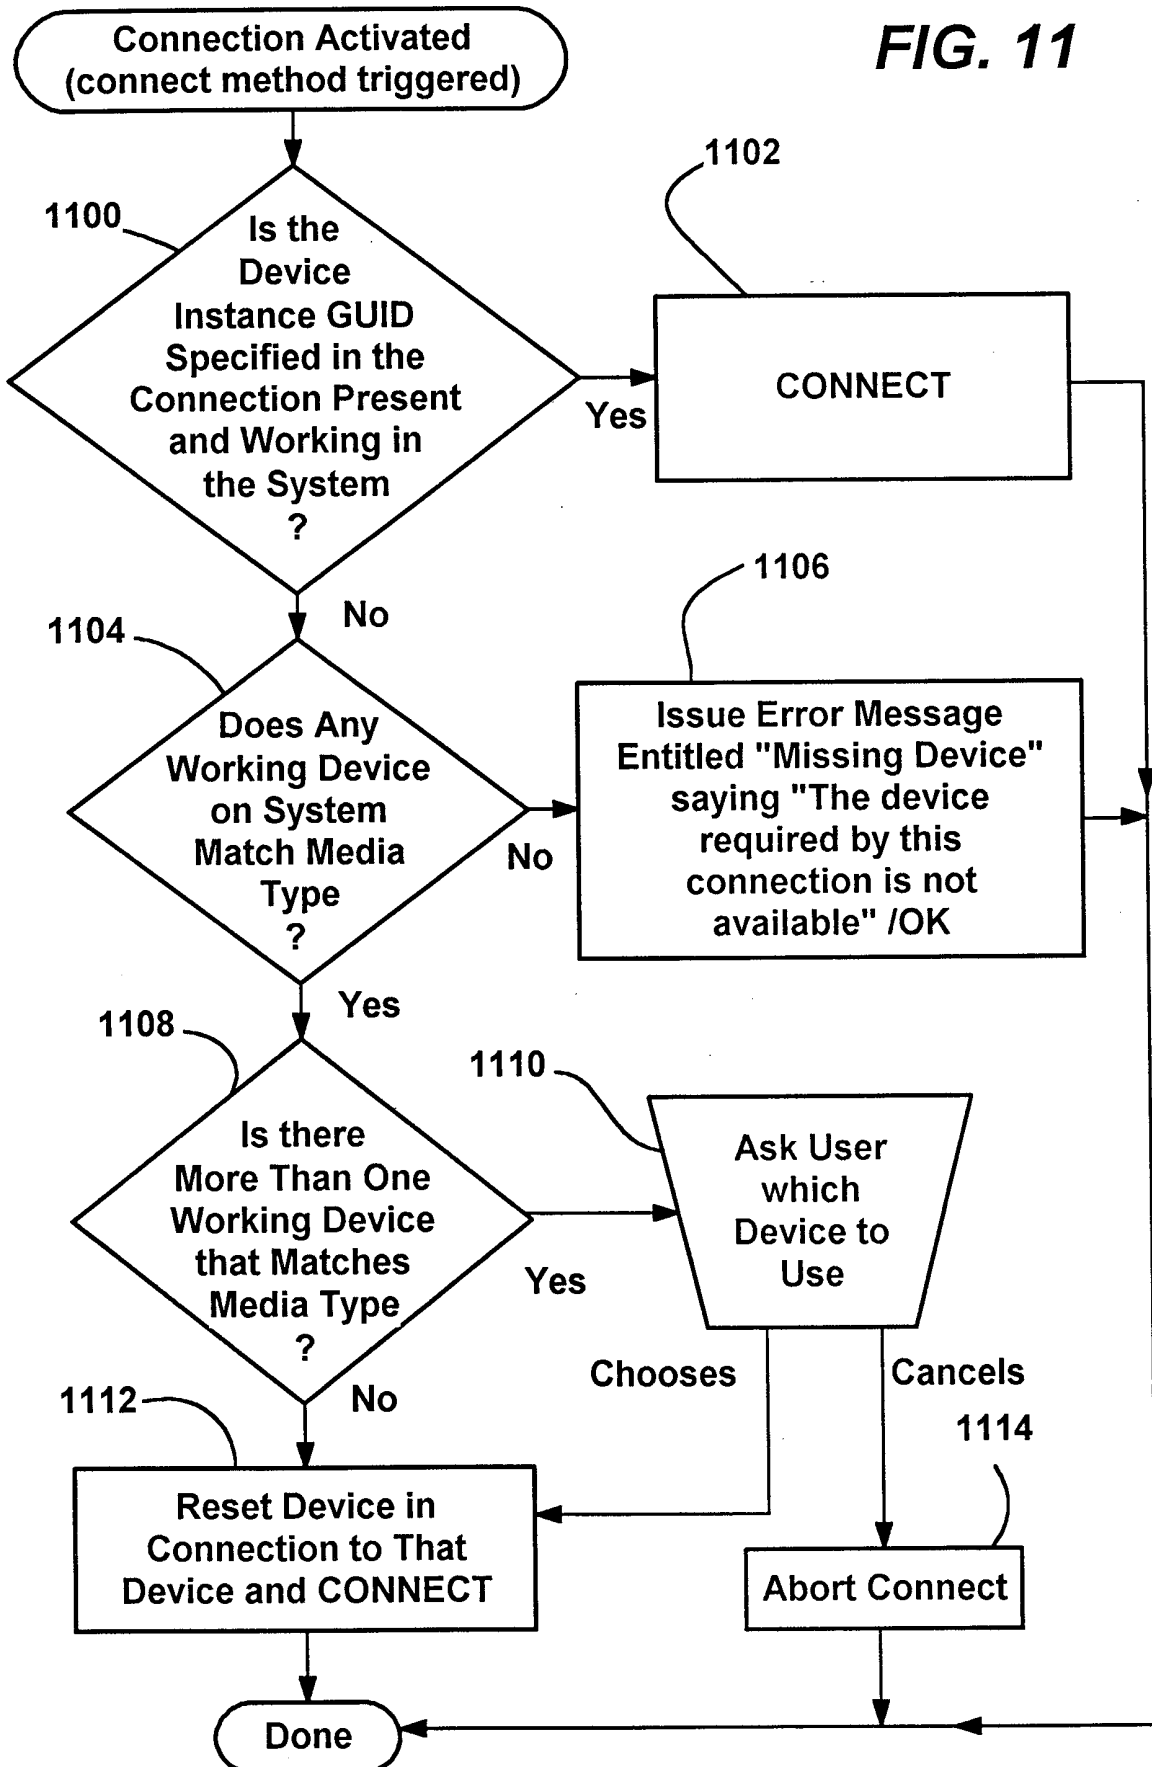 Connection Activated
(connect method triggered)
FIG. 11
1100
Is the
Device
Instance GUID
Specified in the
Connection Present
and Working in
the System
?
Yes
1102
CONNECT
No
1104
Does Any
Working Device
on System
Match Media
Type
?
No
1106
Issue Error Message
Entitled "Missing Device"
saying "The device
required by this
connection is not
available" /OK
Yes
1108
Is there
More Than One
Working Device
that Matches
Media Type
?
Yes
1110
Ask User
which
Device to
Use
Chooses
Cancels
No
1112
Reset Device in
Connection to That
Device and CONNECT
1114
Abort Connect
Done